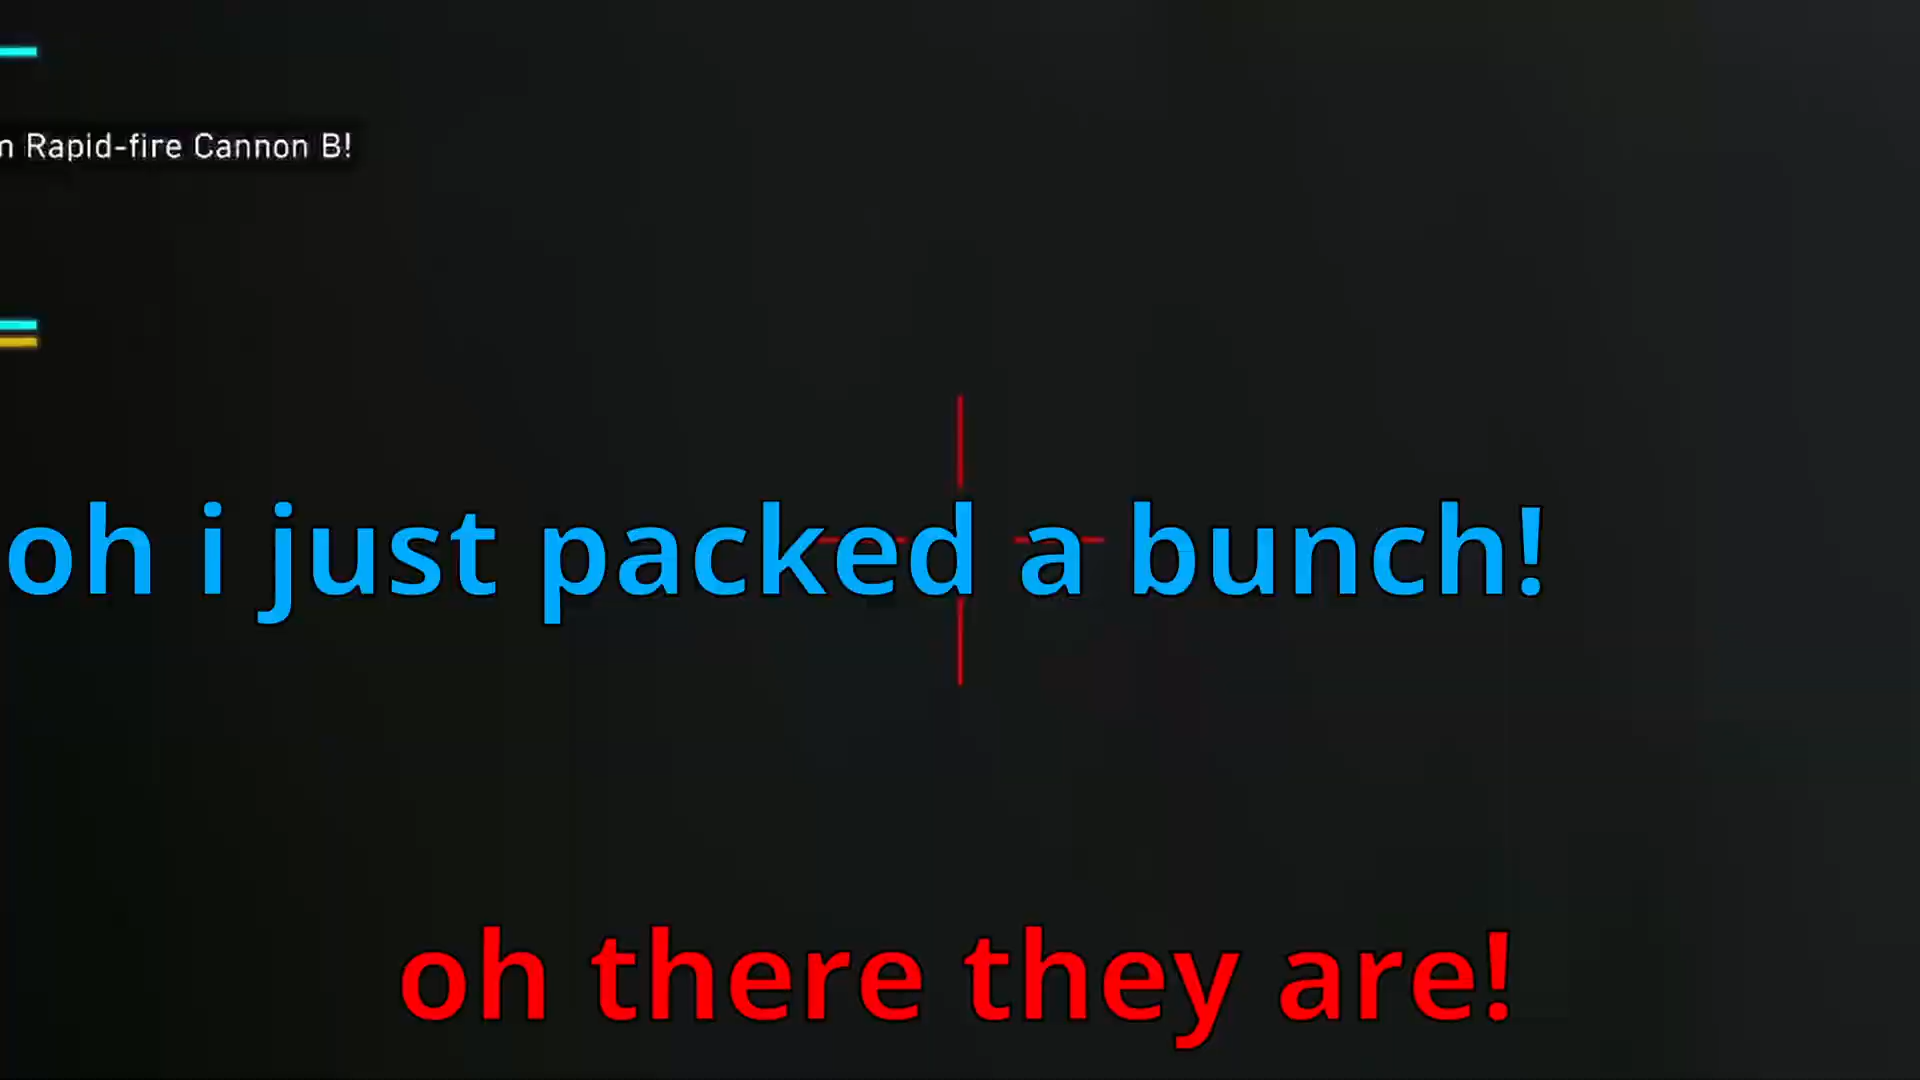 Rapid-fire Cannon B!
oh i just packed a bunch!
oh there they are!